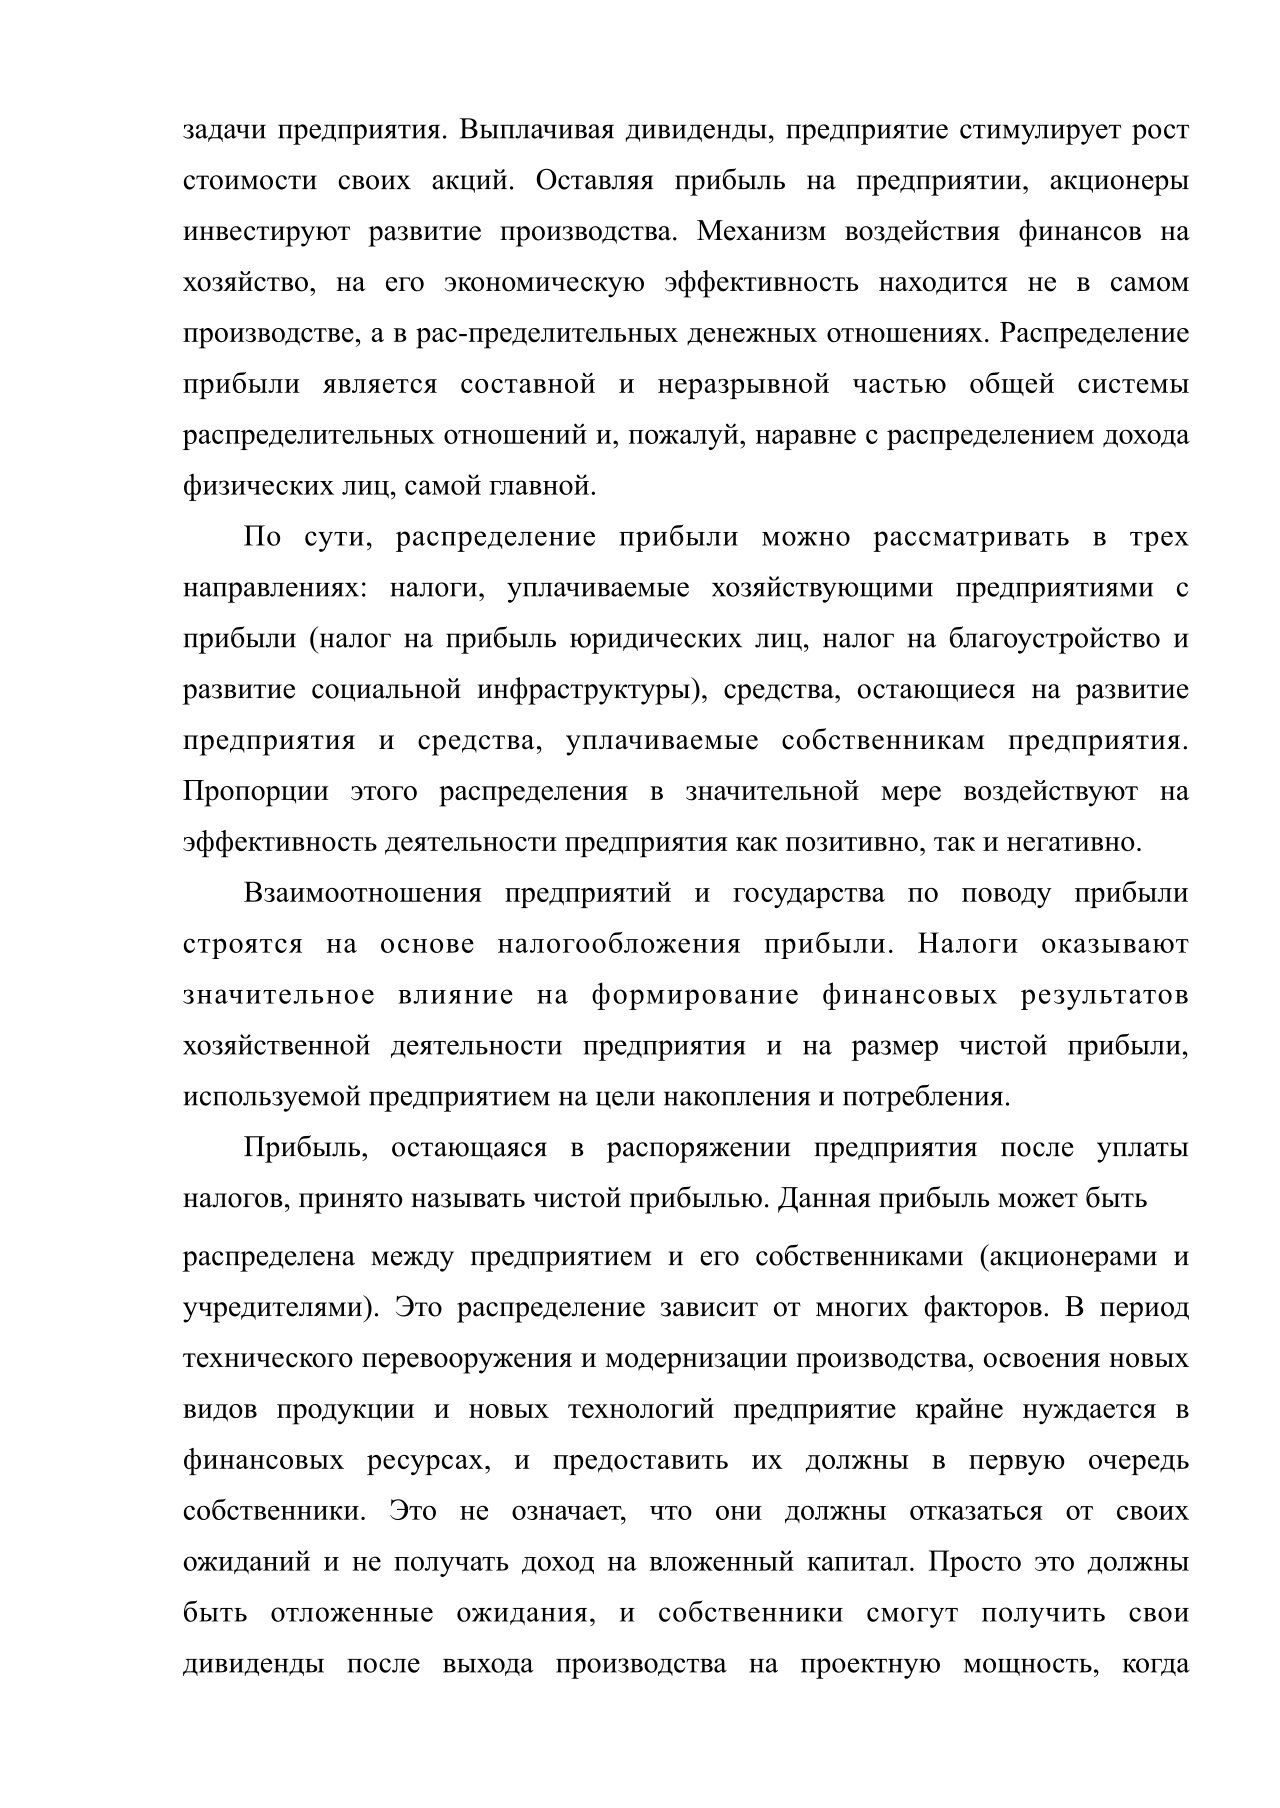 задачи предприятия. Выплачивая дивиденды, предприятие стимулирует рост
стоимости своих акций. Оставляя прибыль на предприятии, акционеры
инвестируют развитие производства. Механизм воздействия финансов на
хозяйство, на его экономическую эффективность находится не в самом
производстве, а в рас-пределительных денежных отношениях. Распределение
прибыли является составной и неразрывной частью общей системы
распределительных отношений и, пожалуй, наравне с распределением дохода
физических лиц, самой главной.
По сути, распределение прибыли можно рассматривать в трех
направлениях: налоги, уплачиваемые хозяйствующими предприятиями с
прибыли (налог на прибыль юридических лиц, налог на благоустройство и
развитие социальной инфраструктуры), средства, остающиеся на развитие
предприятия и средства, уплачиваемые собственникам предприятия.
Пропорции этого распределения в значительной мере воздействуют на
эффективность деятельности предприятия как позитивно, так и негативно.
Взаимоотношения предприятий и государства по поводу прибыли
строятся на основе налогообложения прибыли. Налоги оказывают
значительное влияние на формирование финансовых результатов
хозяйственной деятельности предприятия и на размер чистой прибыли,
используемой предприятием на цели накопления и потребления.
Прибыль, остающаяся в распоряжении предприятия после уплаты
налогов, принято называть чистой прибылью. Данная прибыль может быть
распределена между предприятием и его собственниками (акционерами и
учредителями). Это распределение зависит от многих факторов. В период
технического перевооружения и модернизации производства, освоения новых
видов продукции и новых технологий предприятие крайне нуждается в
финансовых ресурсах, и предоставить их должны в первую очередь
собственники. Это не означает, что они должны отказаться от своих
ожиданий и не получать доход на вложенный капитал. Просто это должны
быть отложенные ожидания, и собственники смогут получить свои
дивиденды после выхода производства на проектную мощность, когда